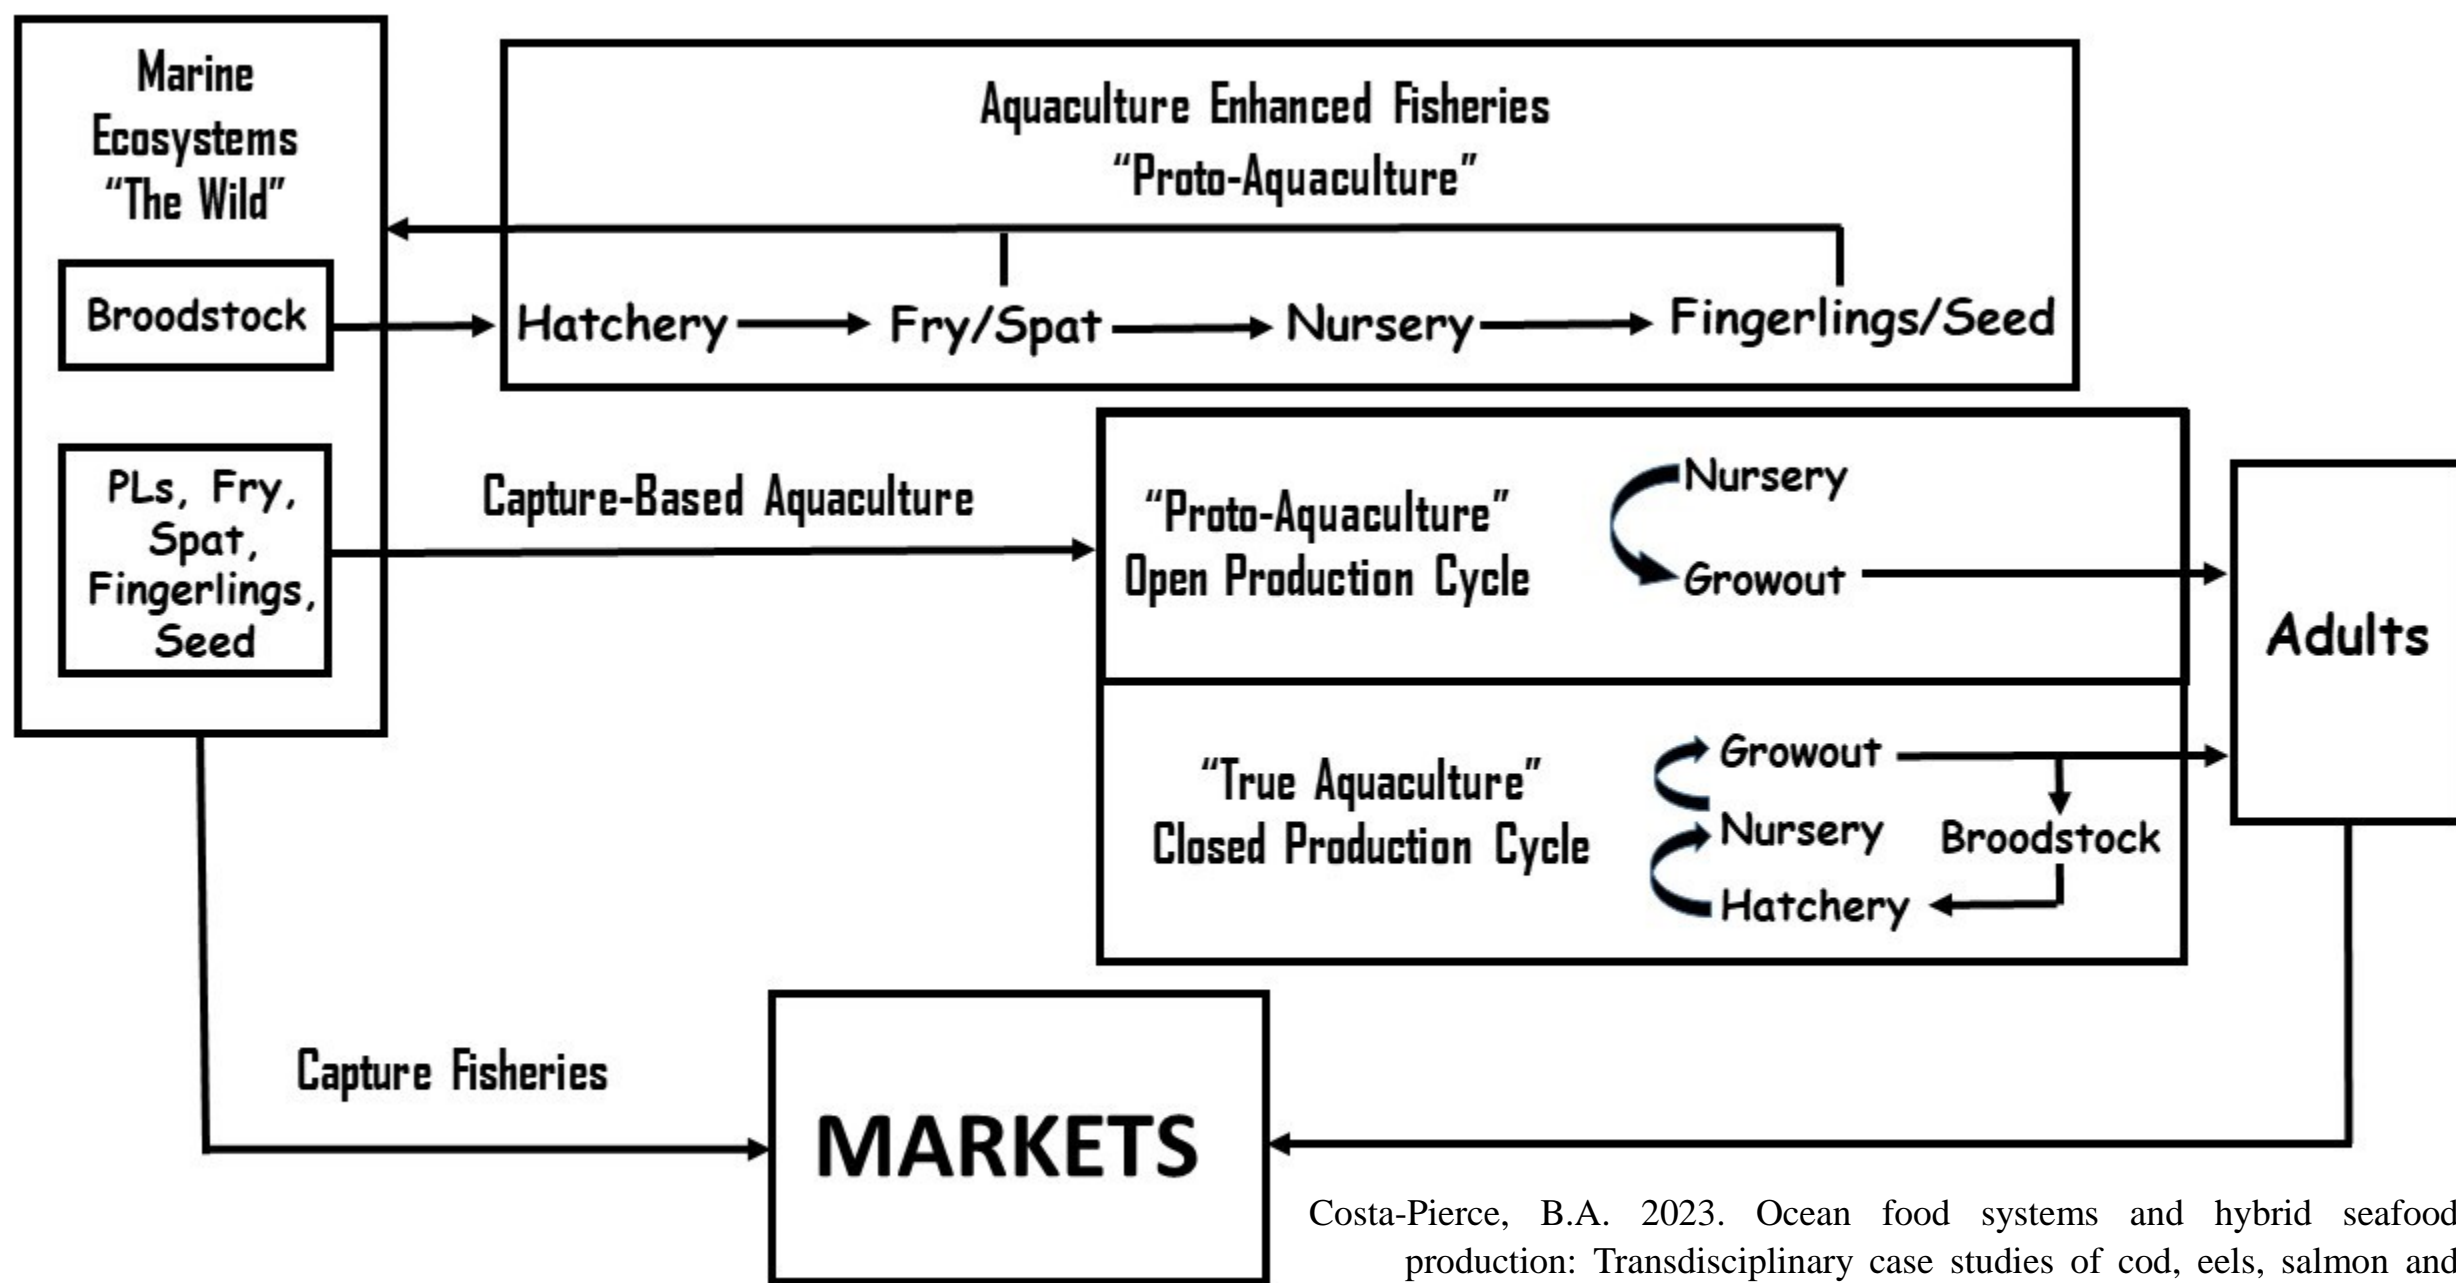 Marine
Ecosystems
“The Wild”
Broodstock
PLs, Fry,
Spat,
Fingerlings,
Seed
Aquaculture Enhanced Fisheries
“Proto-Aquaculture”
Hatchery
Fry/Spat
Nursery
Fingerlings/Seed
Capture-Based Aquaculture
“Proto-Aquaculture”
Open Production Cycle
Nursery
Growout
“True Aquaculture”
Closed Production Cycle
Growout
Nursery
Broodstock
Hatchery
Adults
Capture Fisheries
MARKETS
Costa-Pierce, B.A. 2023. Ocean food systems and hybrid seafood
production: Transdisciplinary case studies of cod, eels, salmon and